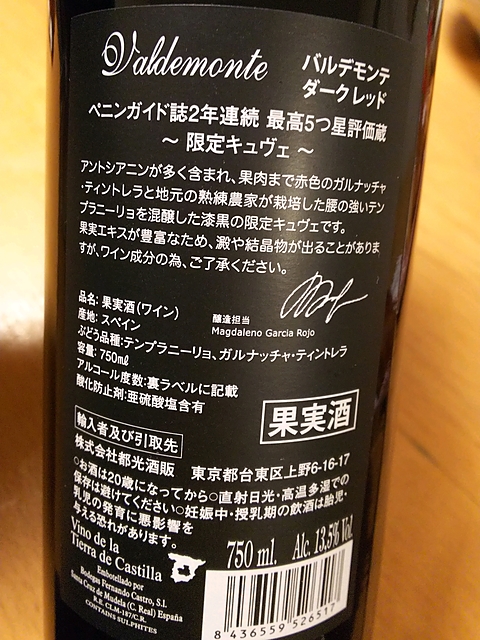 Valdemonte
バルデモンテ
ダークレッド
ペニンガイド誌2年連続 最高5つ星評価蔵
～ 限定キュヴェ ～
アントシアニンが多く含まれ、果肉まで赤色のガルナッチャ
・ティントレラと地元の熟練農家が栽培した腰の強いテン
プラニーリョを混醸した漆黒の限定キュヴェです。
果実エキスが豊富なため、澱や結晶物が出ることがありま
すが、ワイン成分の為、ご了承ください。
醸造担当
Magdaleno Garcia Rojo
品名: 果実酒(ワイン)
産地: スペイン
ぶどう品種:テンプラニーリョ、ガルナッチャ・ティントレラ
容量: 750mℓ
アルコール度数:裏ラベルに記載
酸化防止剤:亜硫酸塩含有
果実酒
輸入者及び引取先
株式会社都光酒販 東京都台東区上野6-16-17
○お酒は20歳になってから○直射日光・高温多湿での
保存は避けてください○妊娠中・授乳期の飲酒は胎児・
乳児の発育に悪影響を
与える恐れがあります。
Vino de la
Tierra de Castilla
750 ml. Alc. 13,5% Vol.
Embotellado por
Bodegas Fernando Castro, S.L
Santa Cruz de Mudela (C. Real) España
R.E. CLM-187/C.R.
CONTAINS SULPHITES
8 436559 526517